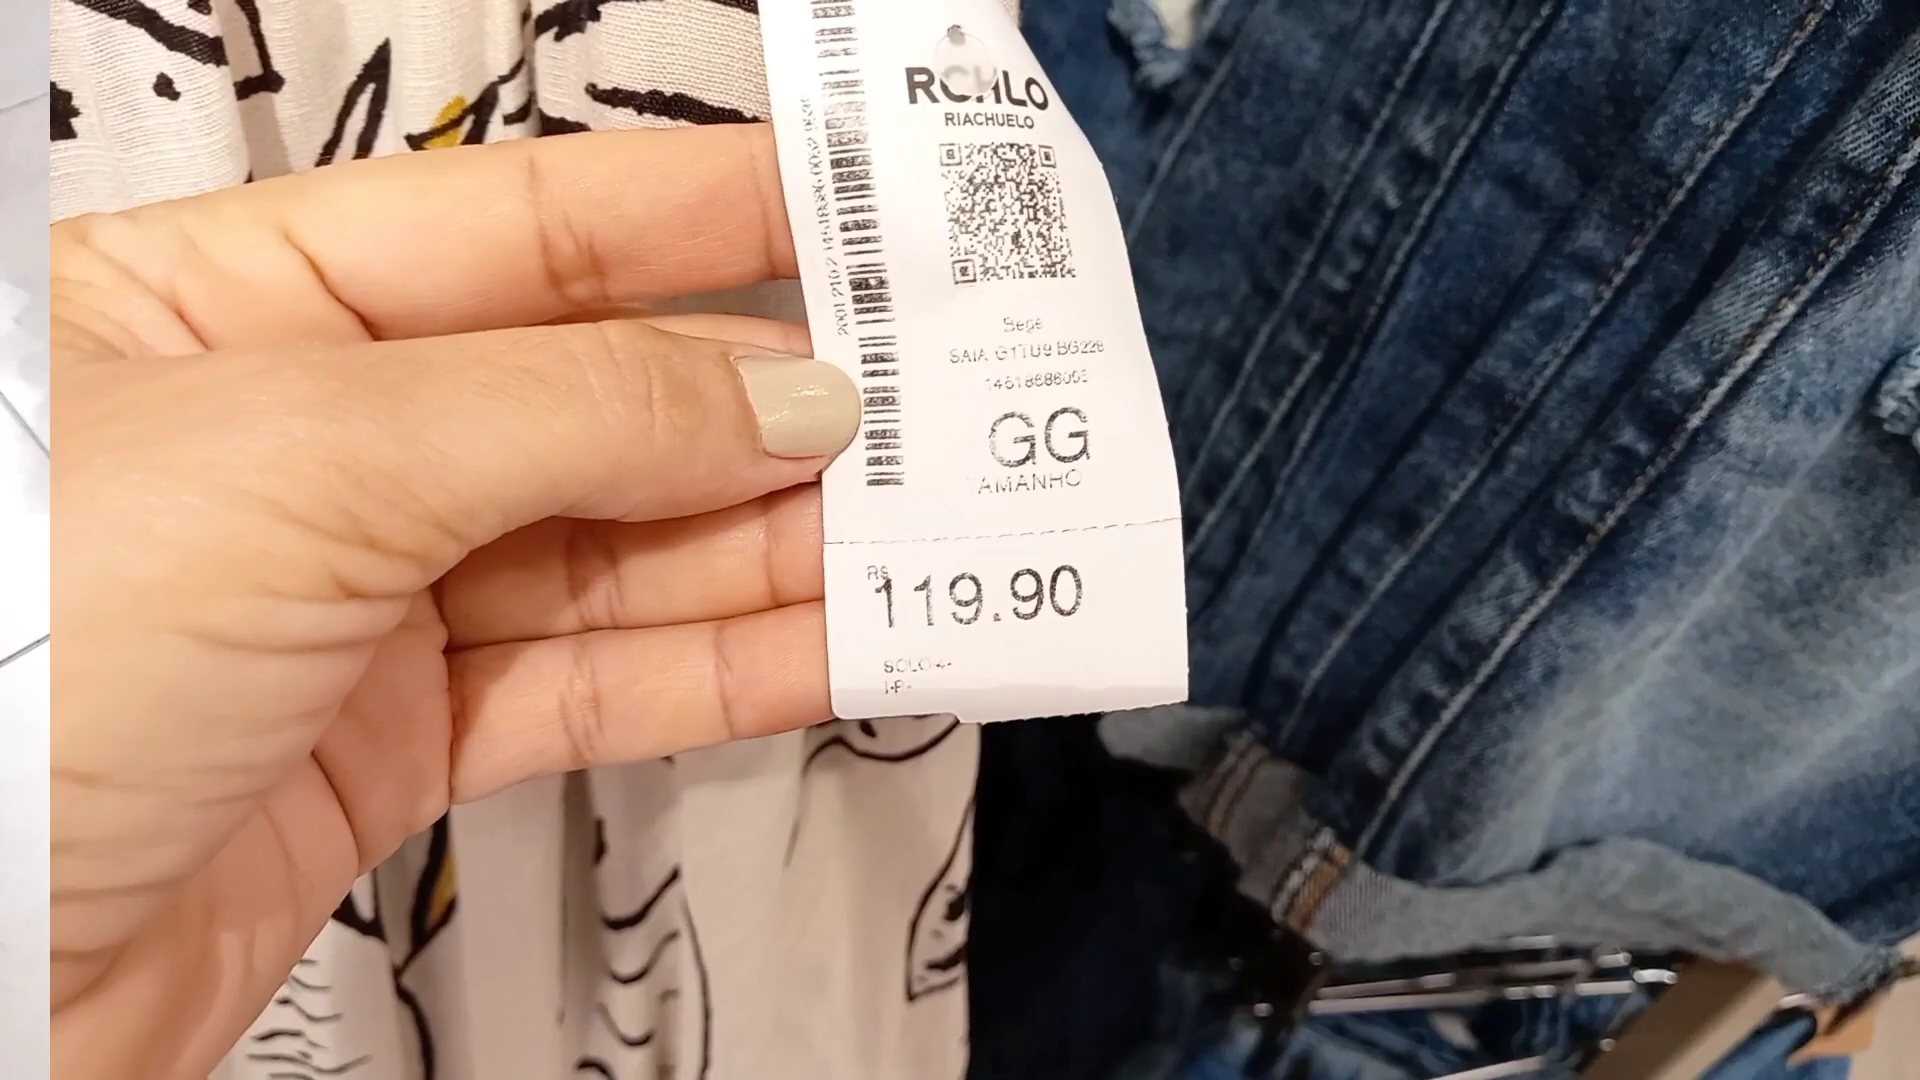 RCHLO
RIACHUELO
Bege
SAIA G1TU9 BG228
GG
TAMANHO
R$
119.90